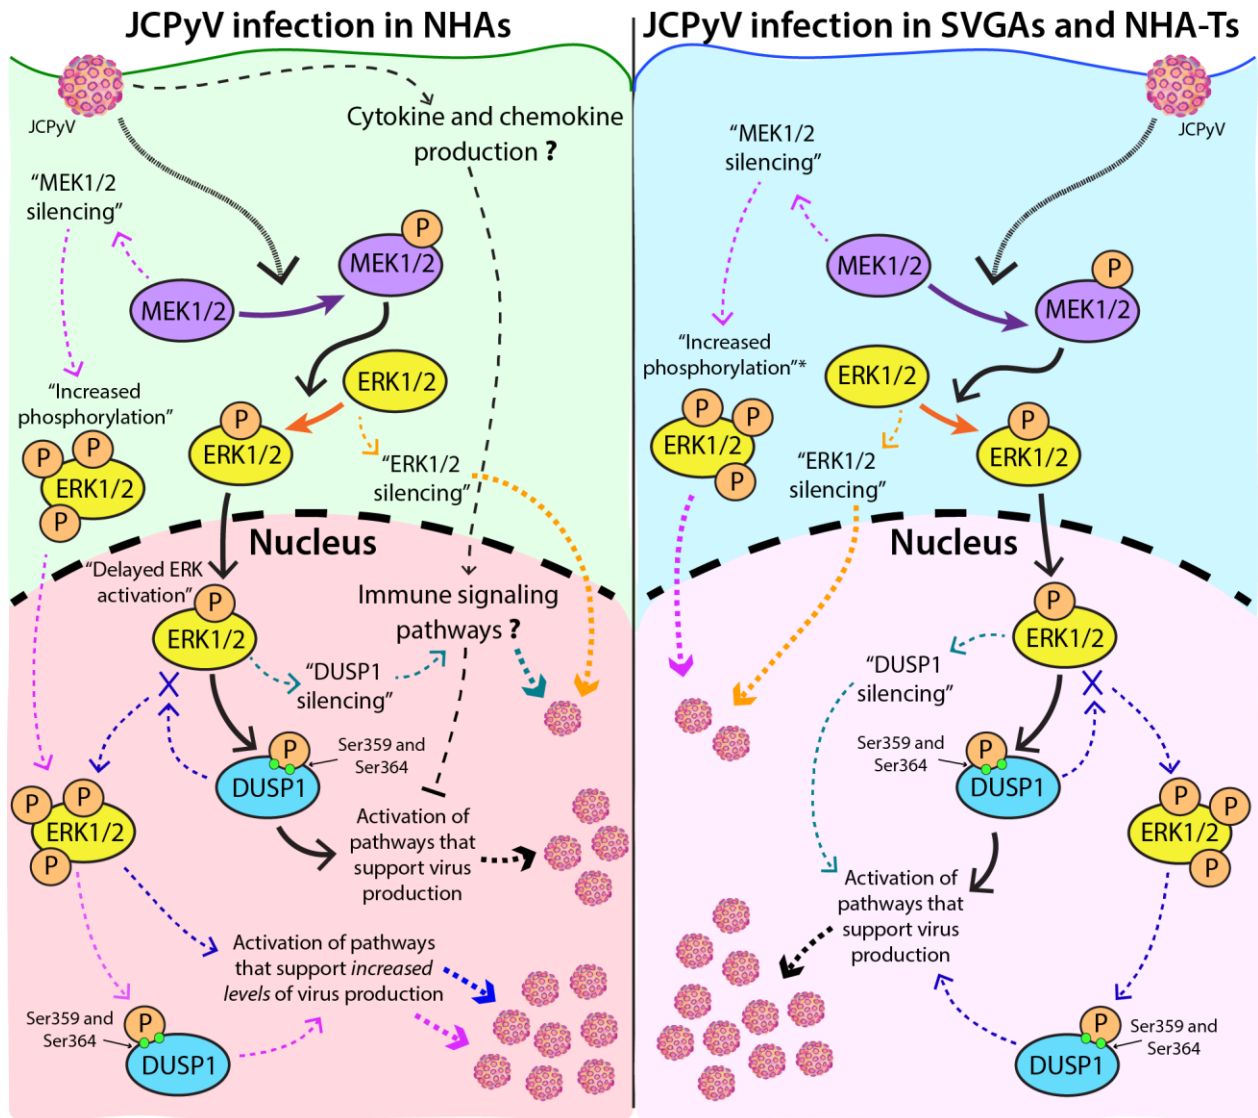 JCPyV infection in NHAs
JCPyV
Cytokine and chemokine
production ?
“MEK1/2
silencing”
P
MEK1/2
MEK1/2
ERK1/2
“Increased
phosphorylation”
P
ERK1/2
P
P
ERK1/2
P
“ERK1/2
silencing”
Nucleus
“Delayed ERK
activation”
P
ERK1/2
Immune signaling
pathways ?
“DUSP1
silencing”
P
Ser359 and
Ser364
DUSP1
P
P
ERK1/2
P
Activation of
pathways that
support virus
production
Activation of pathways
that support increased
levels of virus production
Ser359 and
Ser364
P
DUSP1
JCPyV infection in SVGAs and NHA-Ts
JCPyV
“MEK1/2
silencing”
MEK1/2
P
MEK1/2
“Increased
phosphorylation”*
ERK1/2
P
P
ERK1/2
P
P
ERK1/2
“ERK1/2
silencing”
Nucleus
P
ERK1/2
“DUSP1
silencing”
X
Ser359 and
Ser364
P
DUSP1
P
P
ERK1/2
P
Activation of
pathways that
support virus
production
P
Ser359 and
Ser364
DUSP1